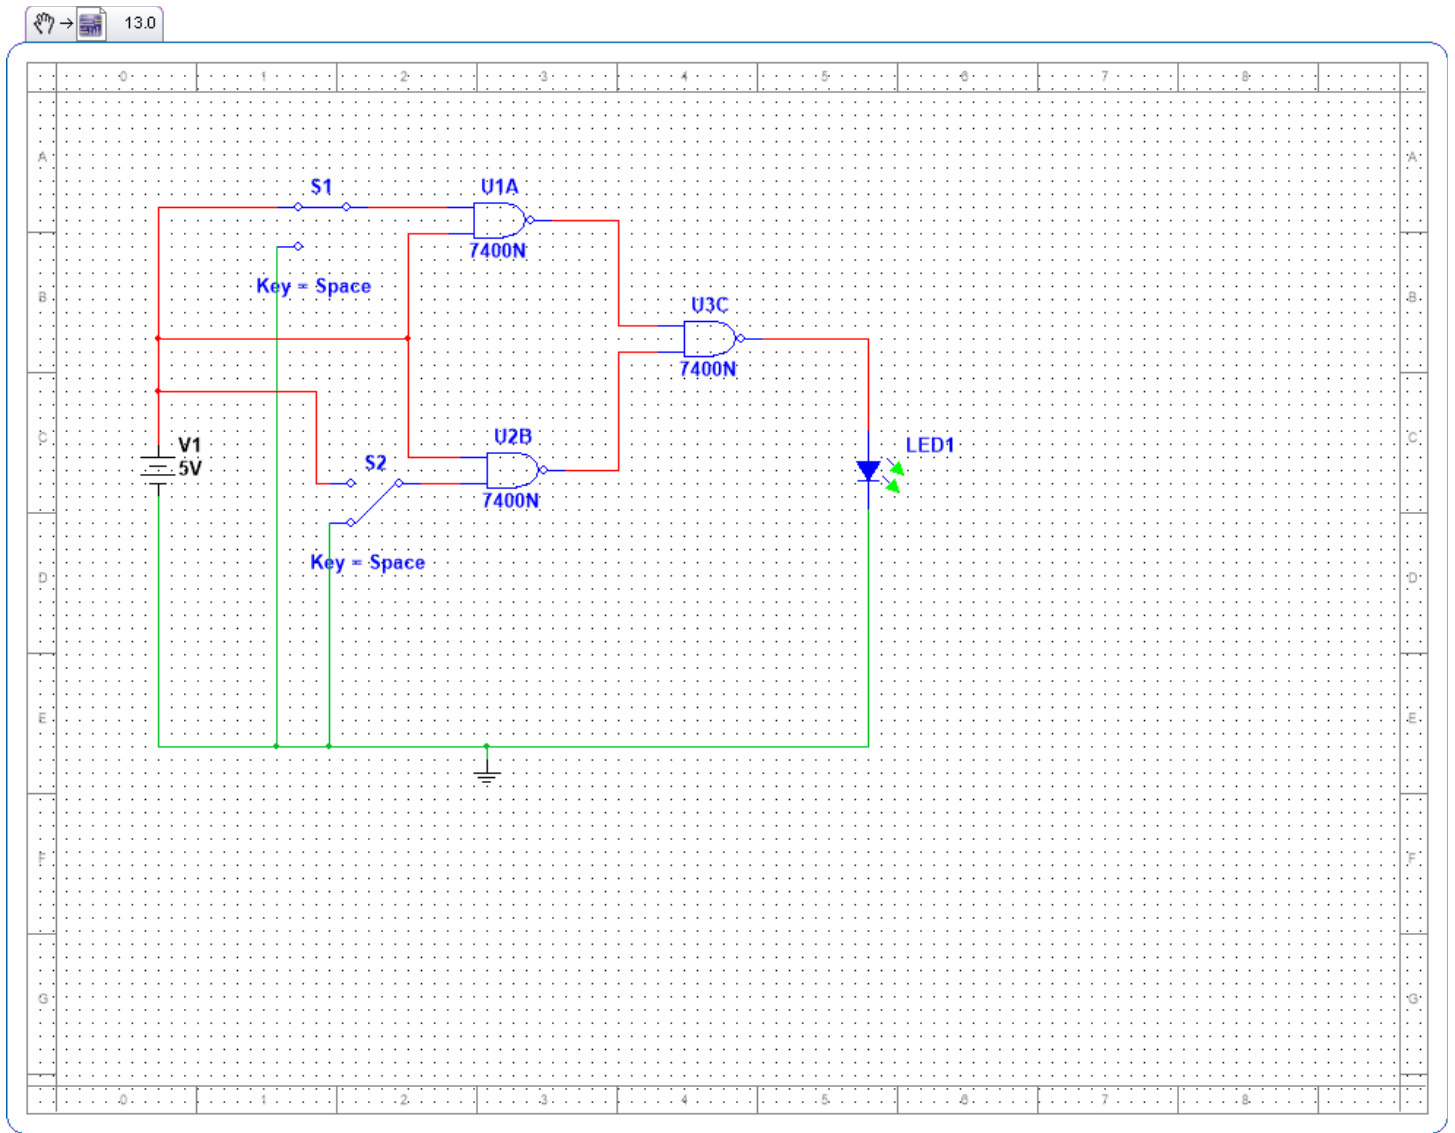 13.0
0 1 2 3 4 5 6 7 8
A A
S1 U1A
7400N
Key = Space
B B
U3C
7400N
C C
V1
5V
U2B
LED1
S2
7400N
Key = Space
D D
E E
F F
G G
0 1 2 3 4 5 6 7 8